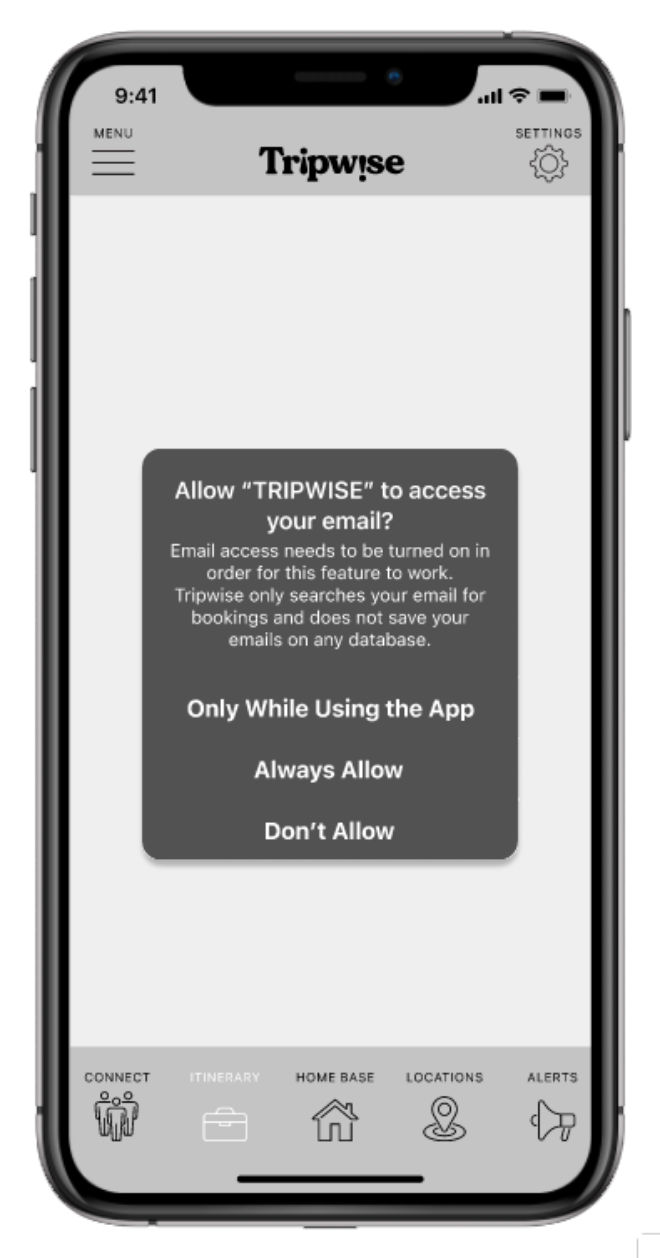 9:41
MENU
Tripwise
SETTINGS
Allow “TRIPWISE” to access
your email?
Email access needs to be turned on in
order for this feature to work.
Tripwise only searches your email for
bookings and does not save your
emails on any database.
Only While Using the App
Always Allow
Don’t Allow
CONNECT
ITINERARY
HOME BASE
LOCATIONS
ALERTS